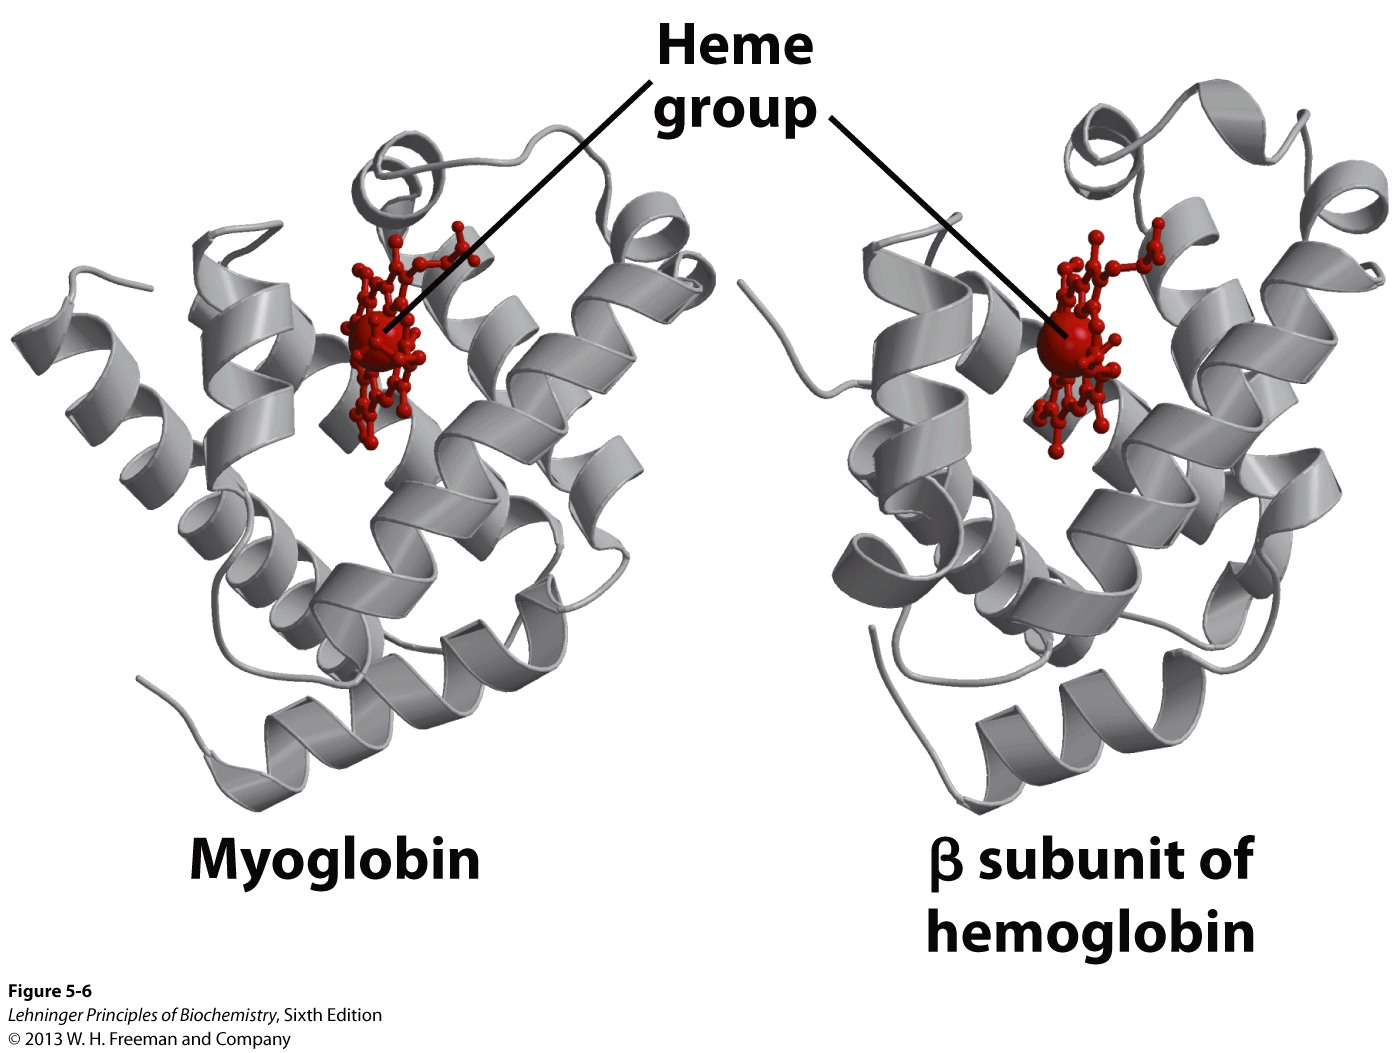 Heme
group
Myoglobin
β subunit of
hemoglobin
Figure 5-6
Lehninger Principles of Biochemistry, Sixth Edition
© 2013 W. H. Freeman and Company